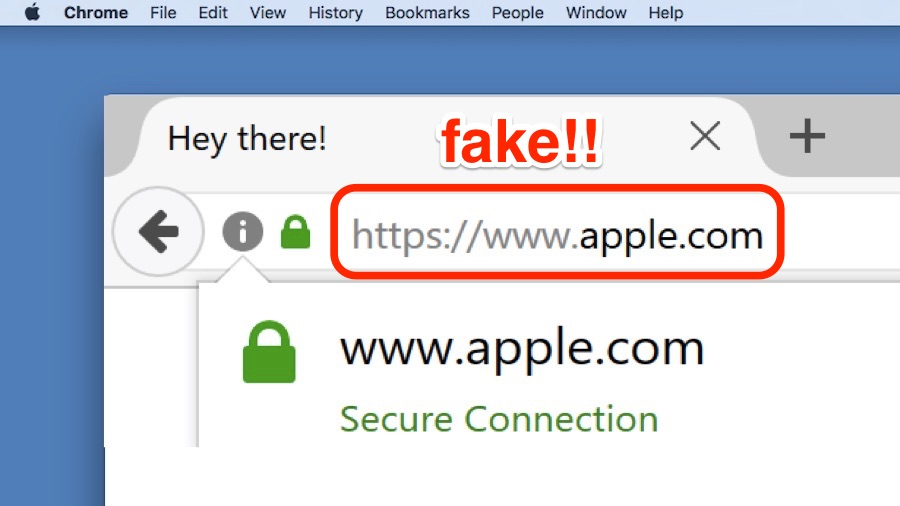 Chrome File Edit View History Bookmarks People Window Help
Hey there! fake!!
https://www.apple.com
www.apple.com
Secure Connection